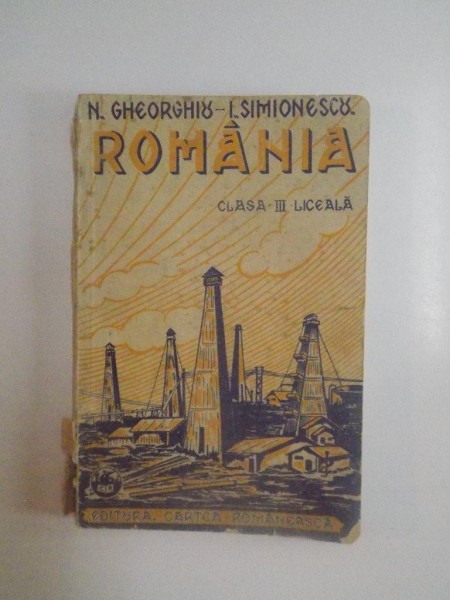 N. GHEORGHIU - I. SIMIONESCU
ROMÂNIA
CLASA · III · LICEALĂ
EDITURA, CARTEA ROMÂNEASCĂ